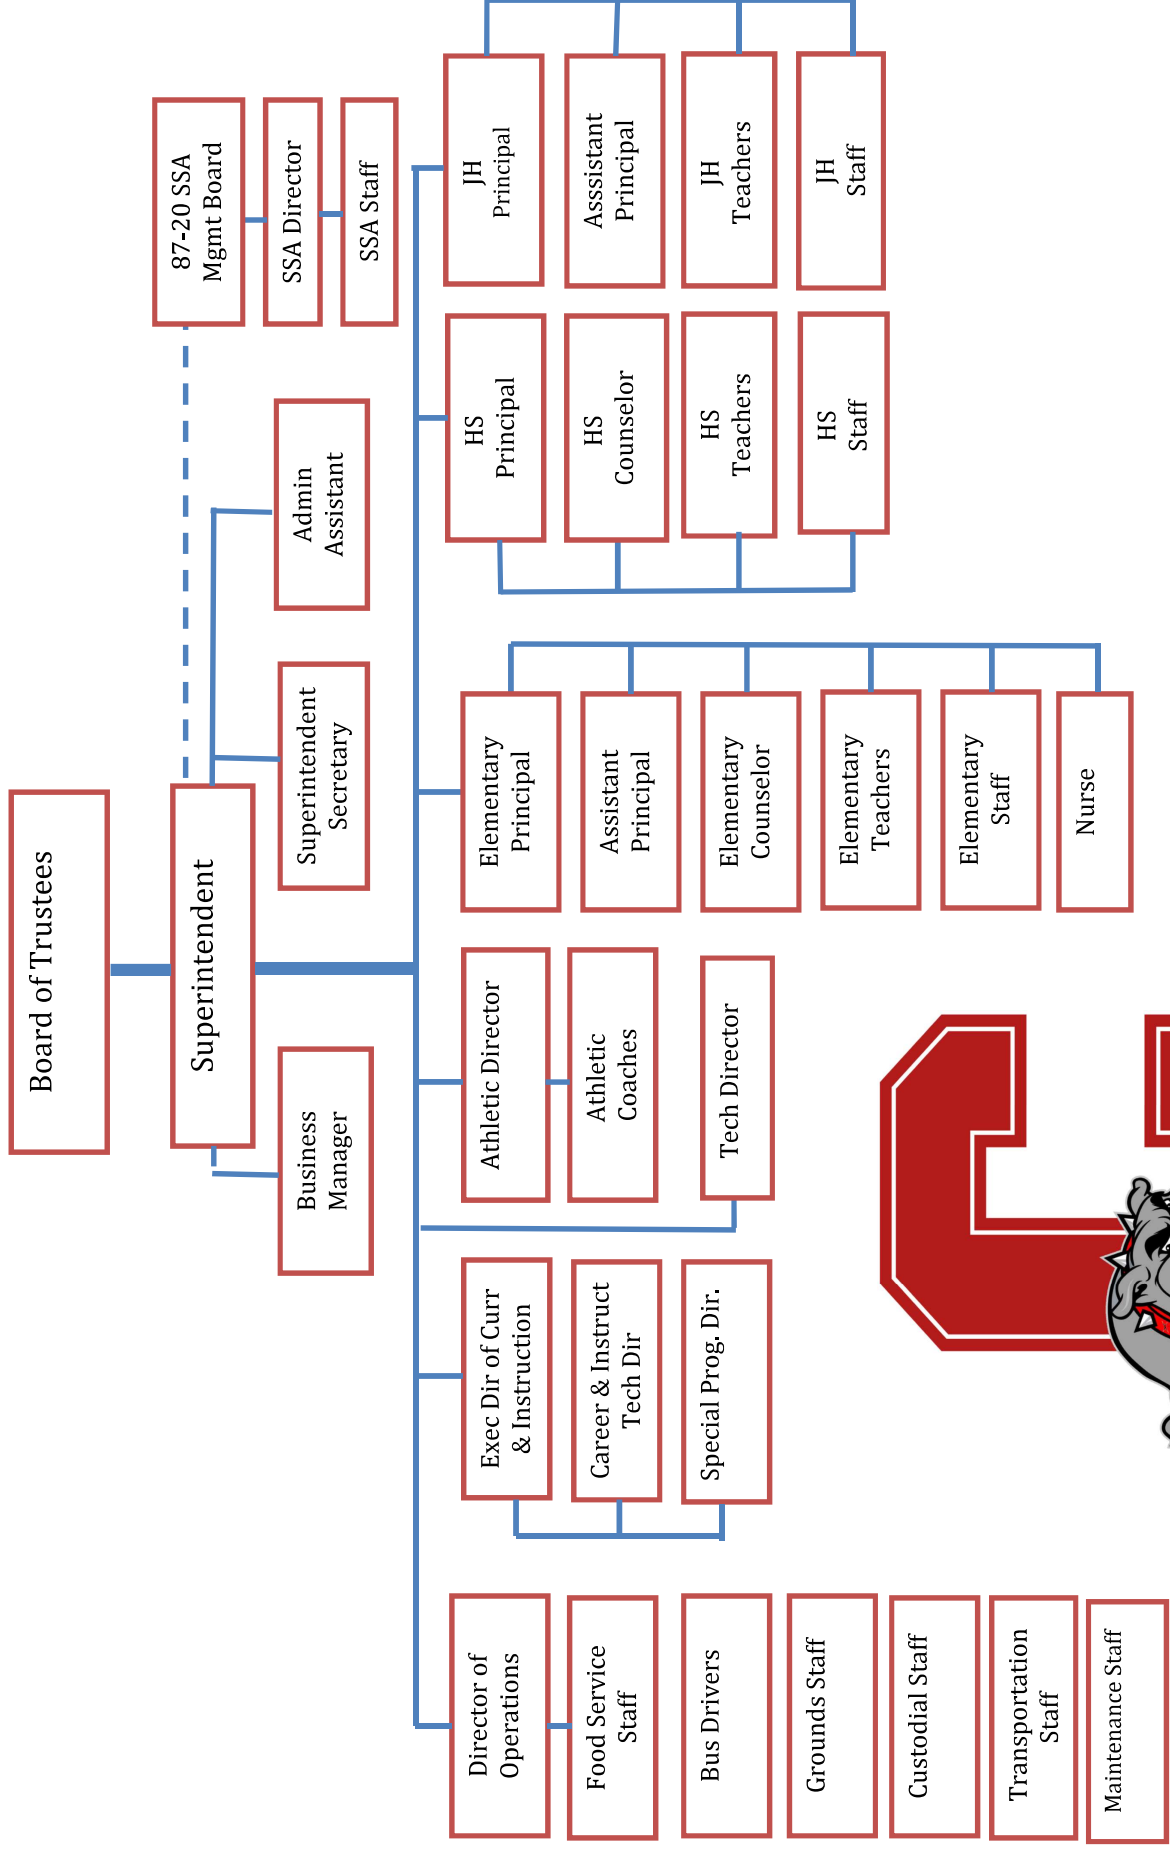 Board of Trustees
Superintendent
87-20 SSA
Mgmt Board
SSA Director
SSA Staff
Business
Manager
Superintendent
Secretary
Admin
Assistant
Director of
Operations
Food Service
Staff
Bus Drivers
Grounds Staff
Custodial Staff
Transportation
Staff
Maintenance Staff
Exec Dir of Curr
& Instruction
Career & Instruct
Tech Dir
Special Prog. Dir.
Athletic Director
Athletic
Coaches
Tech Director
Elementary
Principal
Assistant
Principal
Elementary
Counselor
Elementary
Teachers
Elementary
Staff
Nurse
HS
Principal
HS
Counselor
HS
Teachers
HS
Staff
JH
Principal
Asssistant
Principal
JH
Teachers
JH
Staff
C